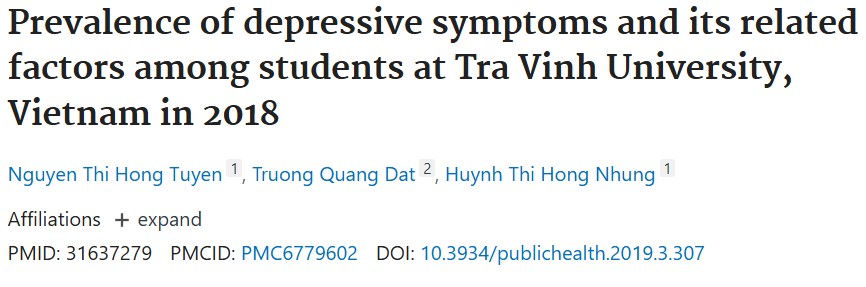 Prevalence of depressive symptoms and its related
factors among students at Tra Vinh University,
Vietnam in 2018
Nguyen Thi Hong Tuyen 1, Truong Quang Dat 2, Huynh Thi Hong Nhung 1
Affiliations + expand
PMID: 31637279 PMCID: PMC6779602 DOI: 10.3934/publichealth.2019.3.307